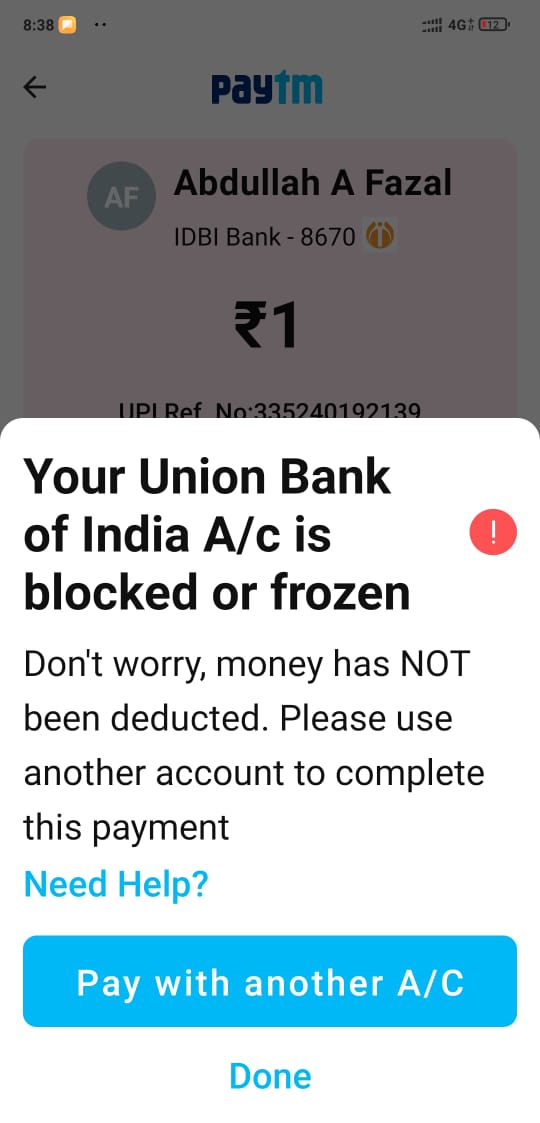 8:38
4G
12
paytm
AF
Abdullah A Fazal
IDBI Bank - 8670
₹1
UPI Ref. No:335240192139
Your Union Bank
of India A/c is
blocked or frozen
!
Don't worry, money has NOT
been deducted. Please use
another account to complete
this payment
Need Help?
Pay with another A/C
Done